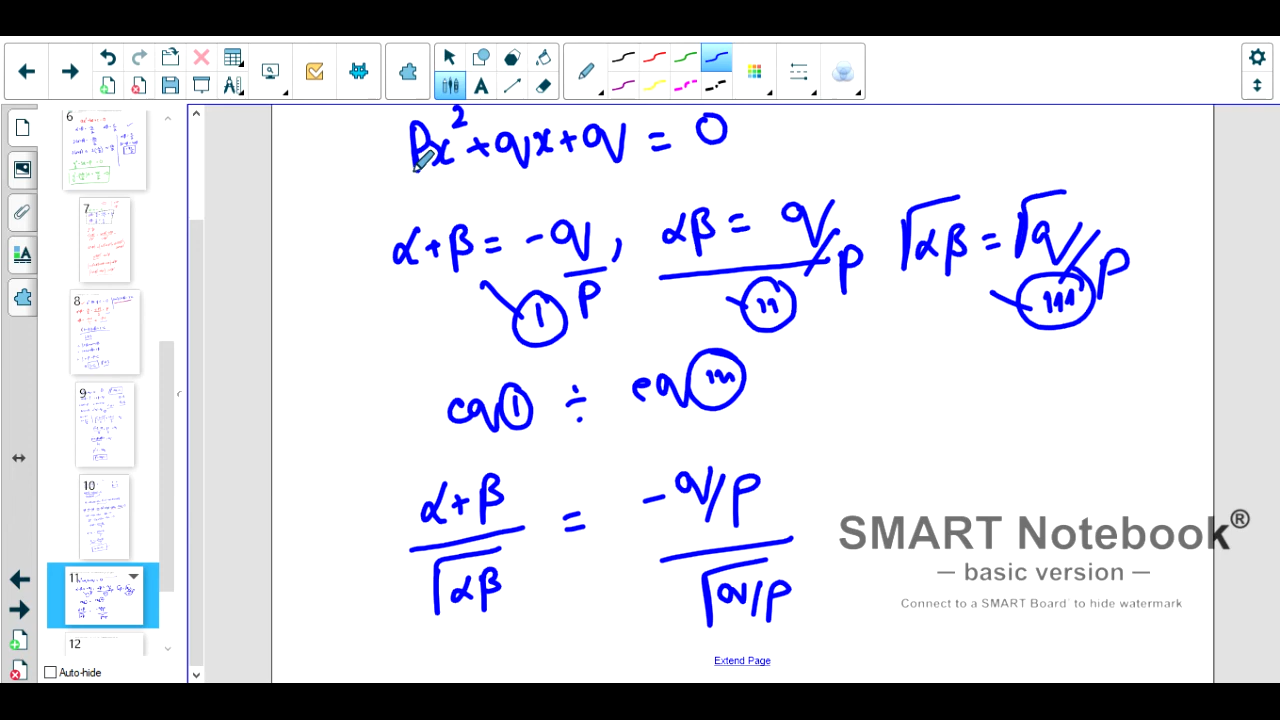 6
7
8
9
10
11
12
Auto-hide
px² + qx + q = 0
α+β = -q/p , αβ = q/p √αβ = √q/p
I II III
eq I ÷ eq III
α+β / √αβ = -q/p / √q/p
SMART Notebook®
— basic version —
Connect to a SMART Board™ to hide watermark
Extend Page